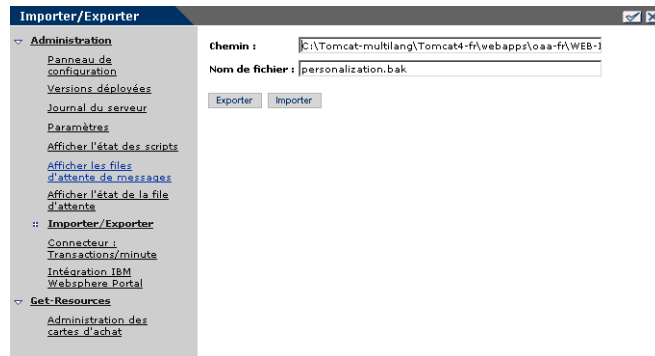 Importer/Exporter
Administration
Panneau de
configuration
Versions déployées
Journal du serveur
Paramètres
Afficher l'état des scripts
Afficher les files
d'attente de messages
Afficher l'état de la file
d'attente
Importer/Exporter
Connecteur :
Transactions/minute
Intégration IBM
Websphere Portal
Get-Resources
Administration des
cartes d'achat
Chemin : C:\Tomcat-multilang\Tomcat4-fr\webapps\oaa-fr\WEB-I
Nom de fichier : personalization.bak
Exporter Importer